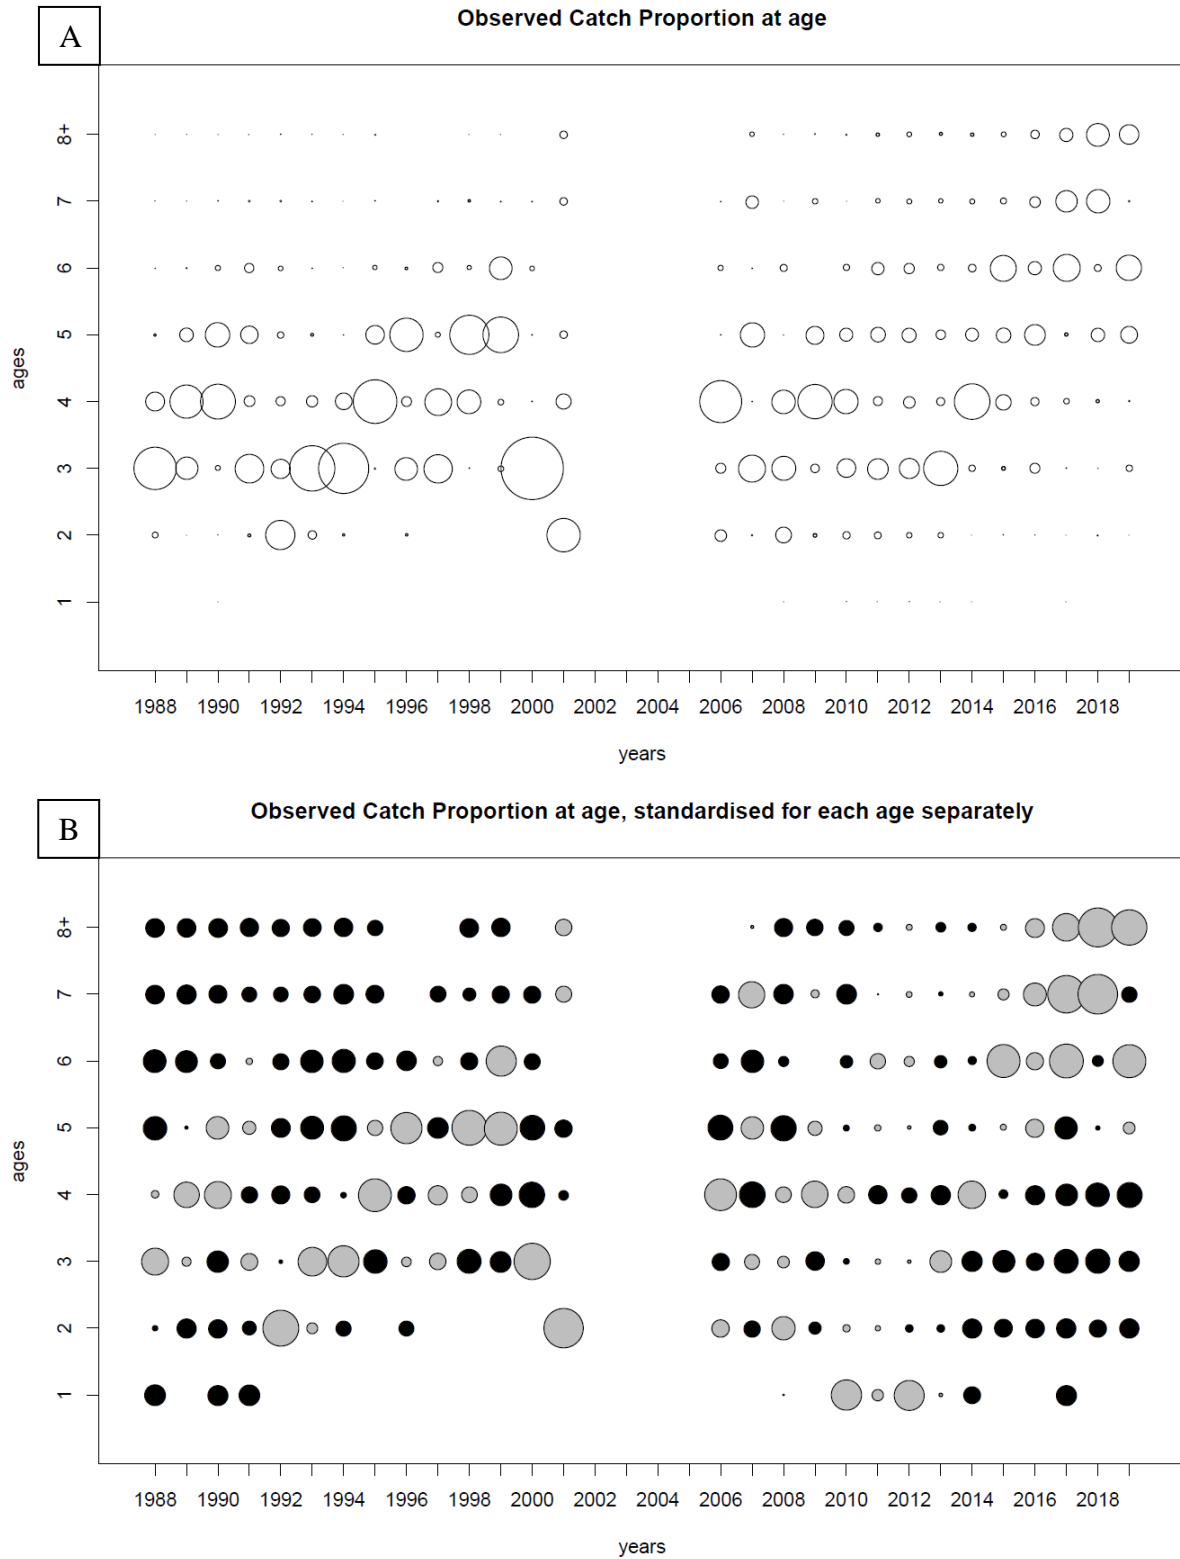 A
Observed Catch Proportion at age
8+
7
6
5
4
3
2
1
ages
1988 1990 1992 1994 1996 1998 2000 2002 2004 2006 2008 2010 2012 2014 2016 2018
years
B
Observed Catch Proportion at age, standardised for each age separately
8+
7
6
5
4
3
2
1
ages
1988 1990 1992 1994 1996 1998 2000 2002 2004 2006 2008 2010 2012 2014 2016 2018
years